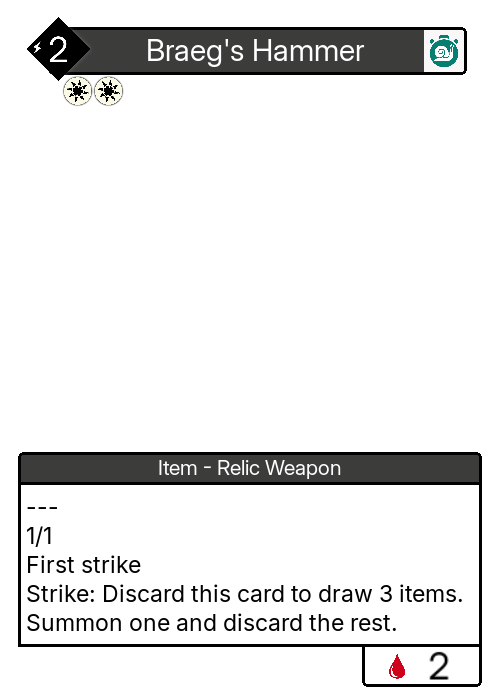 2
Braeg's Hammer
Item - Relic Weapon
---
1/1
First strike
Strike: Discard this card to draw 3 items.
Summon one and discard the rest.
2